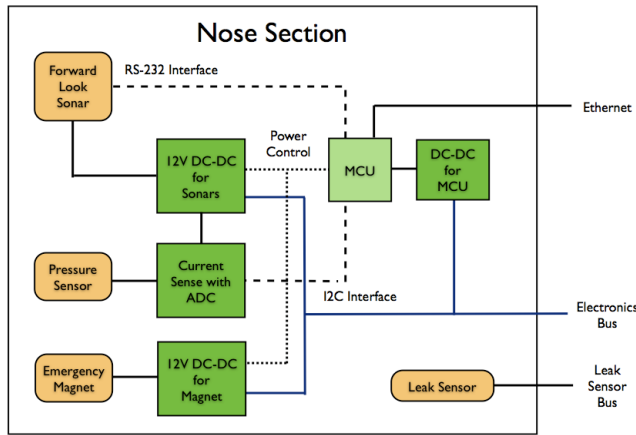 Nose Section
Forward
Look
Sonar
RS-232 Interface
Ethernet
Power
Control
12V DC-DC
for
Sonars
MCU
DC-DC
for
MCU
Pressure
Sensor
Current
Sense with
ADC
I2C Interface
Electronics
Bus
Emergency
Magnet
12V DC-DC
for
Magnet
Leak Sensor
Leak
Sensor
Bus